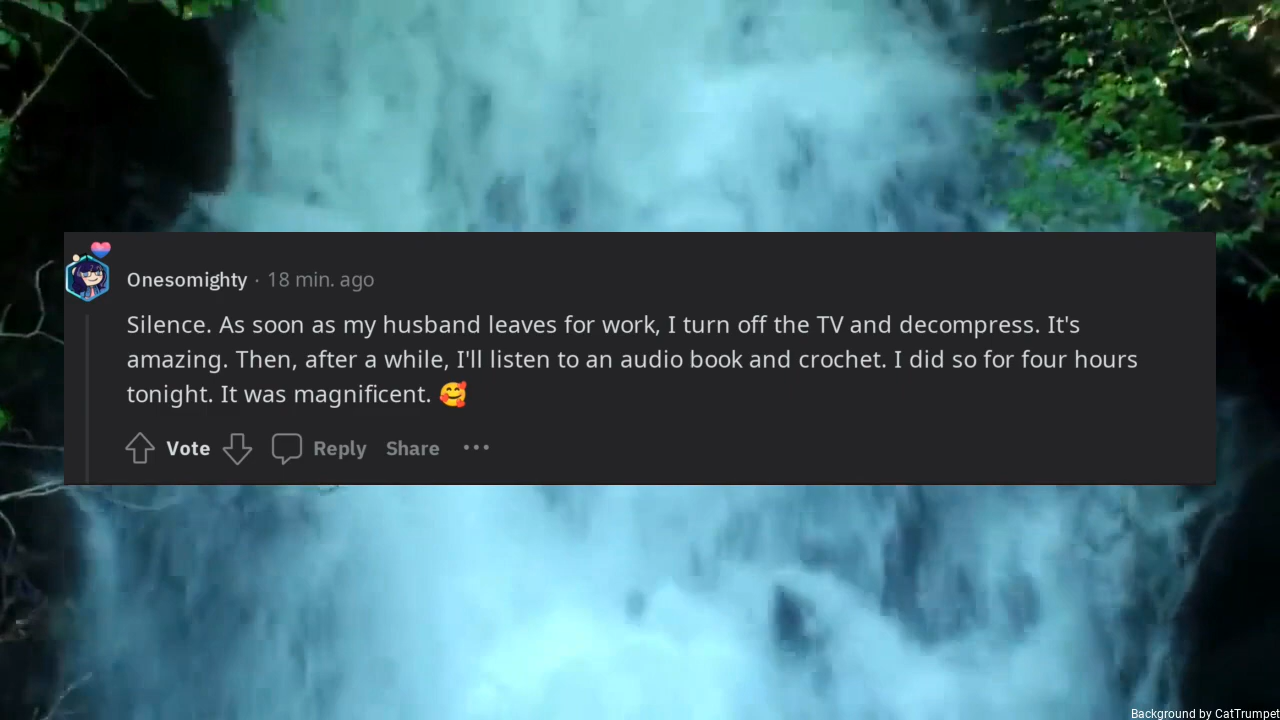 Onesomighty · 18 min. ago
Silence. As soon as my husband leaves for work, I turn off the TV and decompress. It's
amazing. Then, after a while, I'll listen to an audio book and crochet. I did so for four hours
tonight. It was magnificent. 🥰
Vote Reply Share ···
Background by CatTrumpet